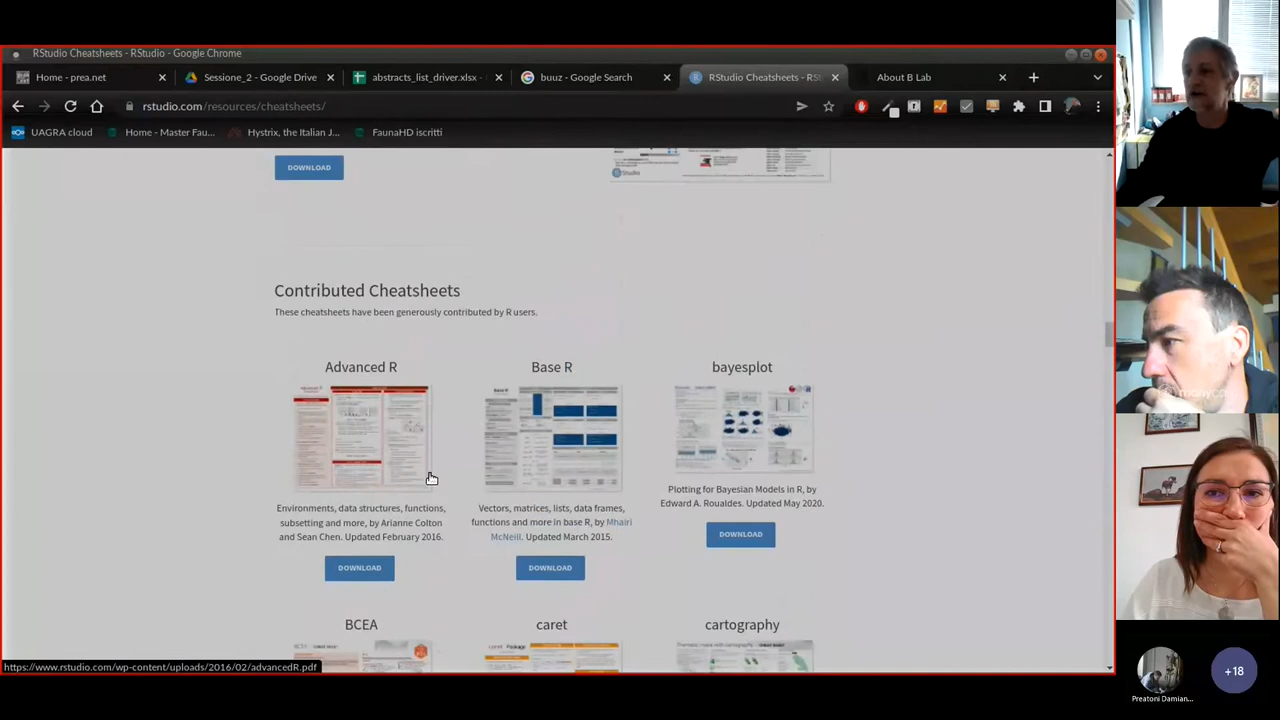 RStudio Cheatsheets - RStudio - Google Chrome
Home - prea.net
Sessione_2 - Google Drive
abstracts_list_driver.xlsx -
buuz - Google Search
RStudio Cheatsheets - RSt
About B Lab
rstudio.com/resources/cheatsheets/
UAGRA cloud
Home - Master Fau...
Hystrix, the Italian J...
FaunaHD iscritti
DOWNLOAD
Studio
Contributed Cheatsheets
These cheatsheets have been generously contributed by R users.
Advanced R
Base R
bayesplot
Environments, data structures, functions,
subsetting and more, by Arianne Colton
and Sean Chen. Updated February 2016.
Vectors, matrices, lists, data frames,
functions and more in base R, by Mhairi
McNeill. Updated March 2015.
Plotting for Bayesian Models in R, by
Edward A. Roualdes. Updated May 2020.
DOWNLOAD
DOWNLOAD
DOWNLOAD
BCEA
caret
cartography
https://www.rstudio.com/wp-content/uploads/2016/02/advancedR.pdf
Preatoni Damian...
+18